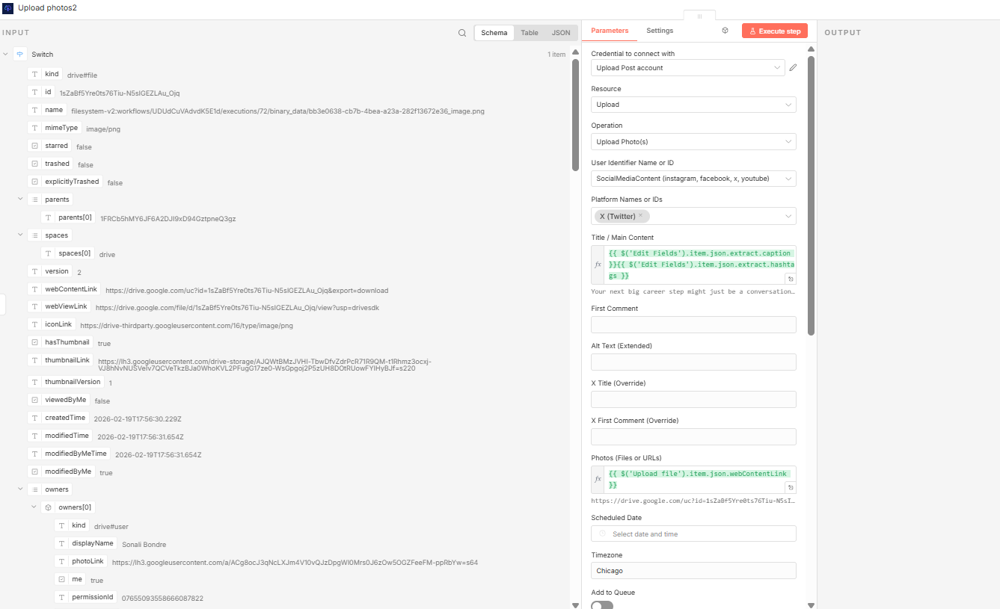 Upload photos2
INPUT
Schema
Table
JSON
Switch
1 item
kind drive#file
id 1sZaBf5Yre0ts76Tiu-N5sIGEZLAu_Ojq
name filesystem-v2:workflows/UDUdCuVAdvdK5E1d/executions/72/binary_data/bb3e0638-cb7b-4bea-a23a-282f13672e36_image.png
mimeType image/png
starred false
trashed false
explicitlyTrashed false
parents
parents[0] 1FRCb5hMY6JF6A2DJI9xD94GztpneQ3gz
spaces
spaces[0] drive
version 2
webContentLink https://drive.google.com/uc?id=1sZaBf5Yre0ts76Tiu-N5sIGEZLAu_Ojq&export=download
webViewLink https://drive.google.com/file/d/1sZaBf5Yre0ts76Tiu-N5sIGEZLAu_Ojq/view?usp=drivesdk
iconLink https://drive-thirdparty.googleusercontent.com/16/type/image/png
hasThumbnail true
thumbnailLink https://lh3.googleusercontent.com/drive-storage/AJQWtBMzJVHI-TbwDfvZdrPcR71R9QM-t1Rhmz3ocxj-
VJ8hNvNUSVeIv7QCVeTkzBJa0WhoKVL2PFugG17ze0-WsGpgoj2P5zUH8DOtRUowFYIHyBJf=s220
thumbnailVersion 1
viewedByMe false
createdTime 2026-02-19T17:56:30.229Z
modifiedTime 2026-02-19T17:56:31.654Z
modifiedByMeTime 2026-02-19T17:56:31.654Z
modifiedByMe true
owners
owners[0]
kind drive#user
displayName Sonali Bondre
photoLink https://lh3.googleusercontent.com/a/ACg8ocJ3qNcLXJm4V10vQJzDpgWI0Mrs0J6zOw5OGZFeeFM-ppRbYw=s64
me true
permissionId 07655093558666087822
Parameters
Settings
Execute step
Credential to connect with
Upload Post account
Resource
Upload
Operation
Upload Photo(s)
User Identifier Name or ID
SocialMediaContent (instagram, facebook, x, youtube)
Platform Names or IDs
X (Twitter) ×
Title / Main Content
fx
{{ $('Edit Fields').item.json.extract.caption
}}{{ $('Edit Fields').item.json.extract.hashta
gs }}
Your next big career step might just be a conversation…
First Comment
Alt Text (Extended)
X Title (Override)
X First Comment (Override)
Photos (Files or URLs)
fx
{{ $('Upload file').item.json.webContentLink
}}
https://drive.google.com/uc?id=1sZaBf5Yre0ts76Tiu-N5sI…
Scheduled Date
Select date and time
Timezone
Chicago
Add to Queue
OUTPUT